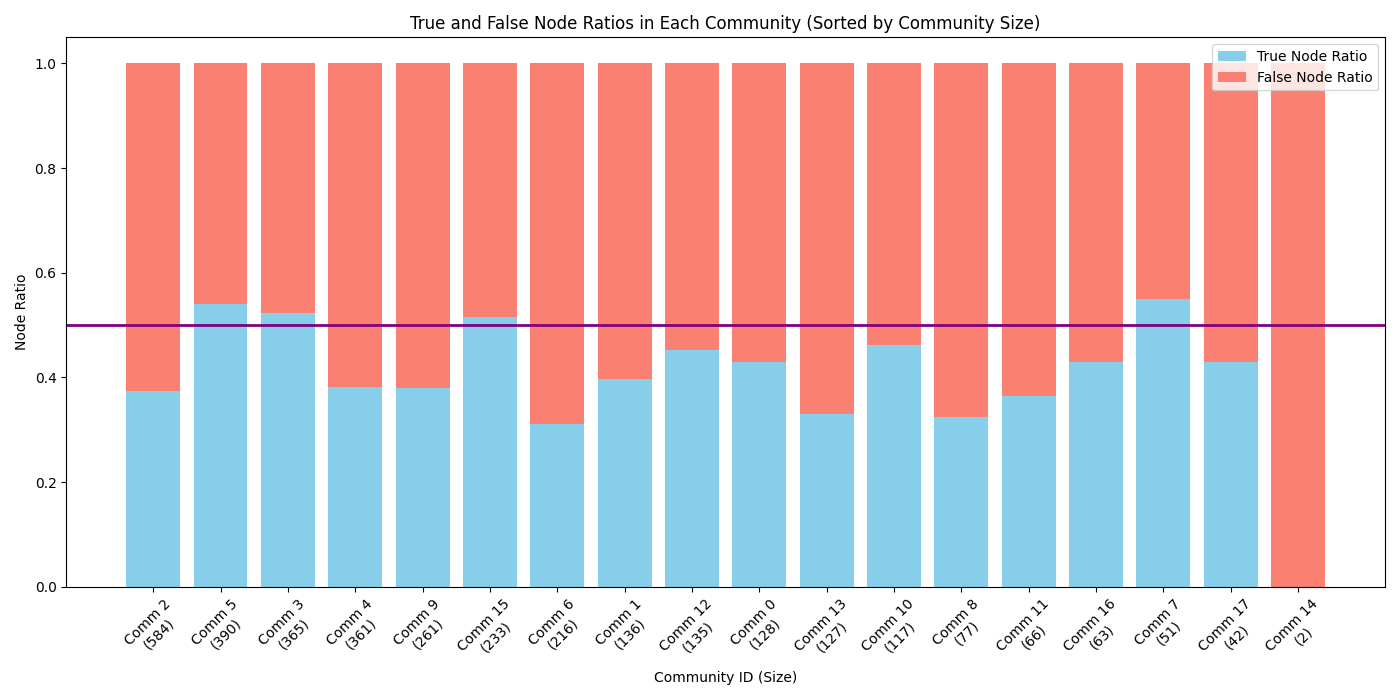 True and False Node Ratios in Each Community (Sorted by Community Size)
True Node Ratio
False Node Ratio
Node Ratio
1.0
0.8
0.6
0.4
0.2
0.0
Comm 2
(584)
Comm 5
(390)
Comm 3
(365)
Comm 4
(361)
Comm 9
(261)
Comm 15
(233)
Comm 6
(216)
Comm 1
(136)
Comm 12
(135)
Comm 0
(128)
Comm 13
(127)
Comm 10
(117)
Comm 8
(77)
Comm 11
(66)
Comm 16
(63)
Comm 7
(51)
Comm 17
(42)
Comm 14
(2)
Community ID (Size)